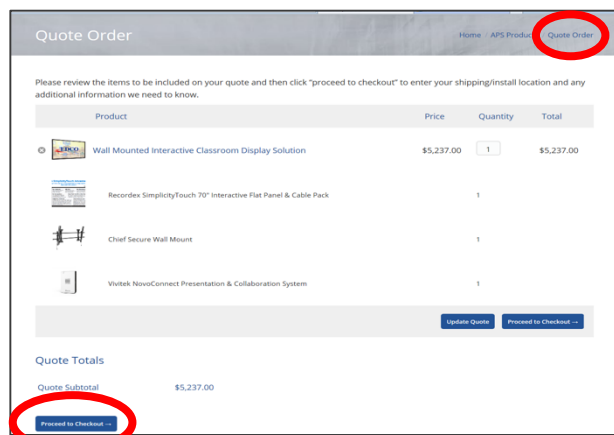 Quote Order
Home APS Produc Quote Order
Please review the items to be included on your quote and then click "proceed to checkout" to enter your shipping/install location and any
additional information we need to know.
Product Price Quantity Total
EDCO Wall Mounted Interactive Classroom Display Solution $5,237.00 1 $5,237.00
Recordex SimplicityTouch 70" Interactive Flat Panel & Cable Pack 1
Chief Secure Wall Mount 1
Vivitek NovoConnect Presentation & Collaboration System 1
Update Quote Proceed to Checkout →
Quote Totals
Quote Subtotal $5,237.00
Proceed to Checkout →